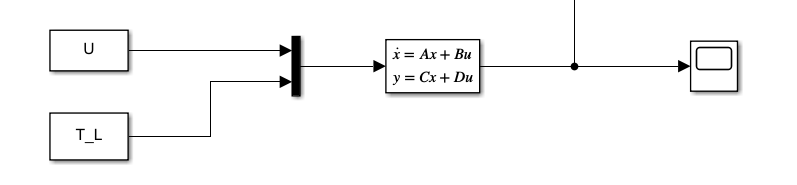 U
T_L
ẋ = Ax + Bu
y = Cx + Du